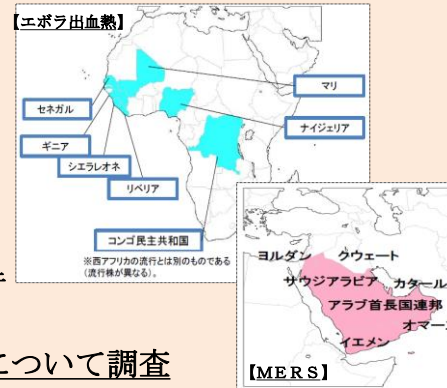 【エボラ出血熱】
マリ
セネガル
ナイジェリア
ギニア
シエラレオネ
リベリア
コンゴ民主共和国
※西アフリカの流行とは別のものである
(流行株が異なる)。
ヨルダン クウェート
サウジアラビア カタール
アラブ首長国連邦
オマー
イエメン
【MERS】
について調査